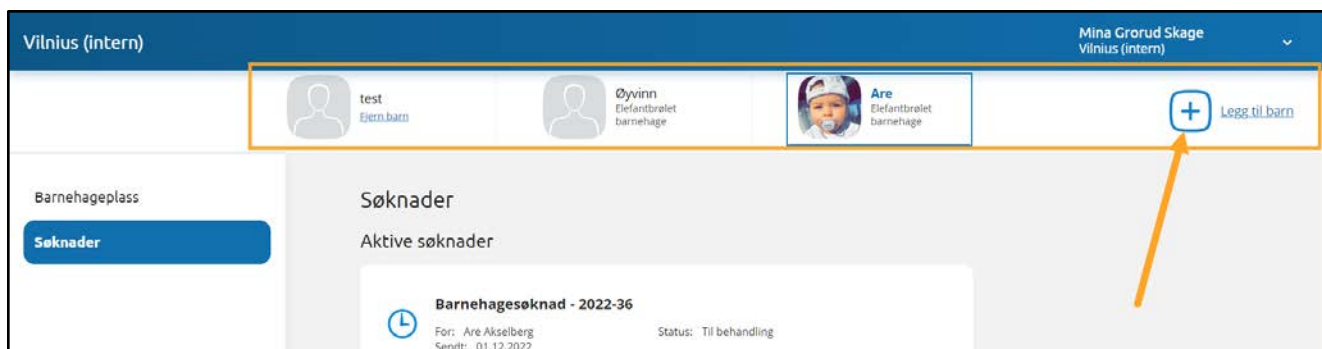 Vilnius (intern)
Mina Grorud Skage
Vilnius (intern)
test
Fjern barn
Øyvinn
Elefantbrølet
barnehage
Are
Elefantbrølet
barnehage
Legg til barn
Barnehageplass
Søknader
Søknader
Aktive søknader
Barnehagesøknad - 2022-36
For: Are Akselberg
Status: Til behandling
Sendt: 01.12.2022